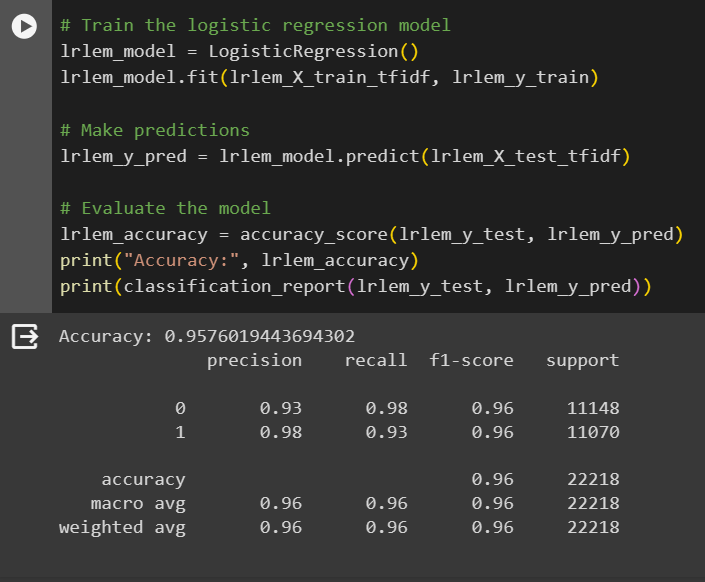 # Train the logistic regression model
lrlem_model = LogisticRegression()
lrlem_model.fit(lrlem_X_train_tfidf, lrlem_y_train)
# Make predictions
lrlem_y_pred = lrlem_model.predict(lrlem_X_test_tfidf)
# Evaluate the model
lrlem_accuracy = accuracy_score(lrlem_y_test, lrlem_y_pred)
print("Accuracy:", lrlem_accuracy)
print(classification_report(lrlem_y_test, lrlem_y_pred))
Accuracy: 0.9576019443694302
precision recall f1-score support
0 0.93 0.98 0.96 11148
1 0.98 0.93 0.96 11070
accuracy 0.96 22218
macro avg 0.96 0.96 0.96 22218
weighted avg 0.96 0.96 0.96 22218